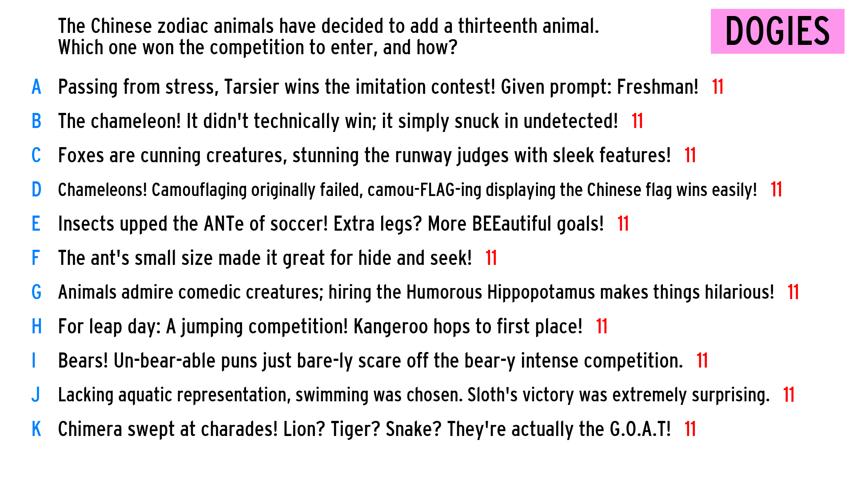 The Chinese zodiac animals have decided to add a thirteenth animal.
Which one won the competition to enter, and how?
DOGIES
A Passing from stress, Tarsier wins the imitation contest! Given prompt: Freshman! 11
B The chameleon! It didn't technically win; it simply snuck in undetected! 11
C Foxes are cunning creatures, stunning the runway judges with sleek features! 11
D Chameleons! Camouflaging originally failed, camou-FLAG-ing displaying the Chinese flag wins easily! 11
E Insects upped the ANTe of soccer! Extra legs? More BEEautiful goals! 11
F The ant's small size made it great for hide and seek! 11
G Animals admire comedic creatures; hiring the Humorous Hippopotamus makes things hilarious! 11
H For leap day: A jumping competition! Kangeroo hops to first place! 11
I Bears! Un-bear-able puns just bare-ly scare off the bear-y intense competition. 11
J Lacking aquatic representation, swimming was chosen. Sloth's victory was extremely surprising. 11
K Chimera swept at charades! Lion? Tiger? Snake? They're actually the G.O.A.T! 11